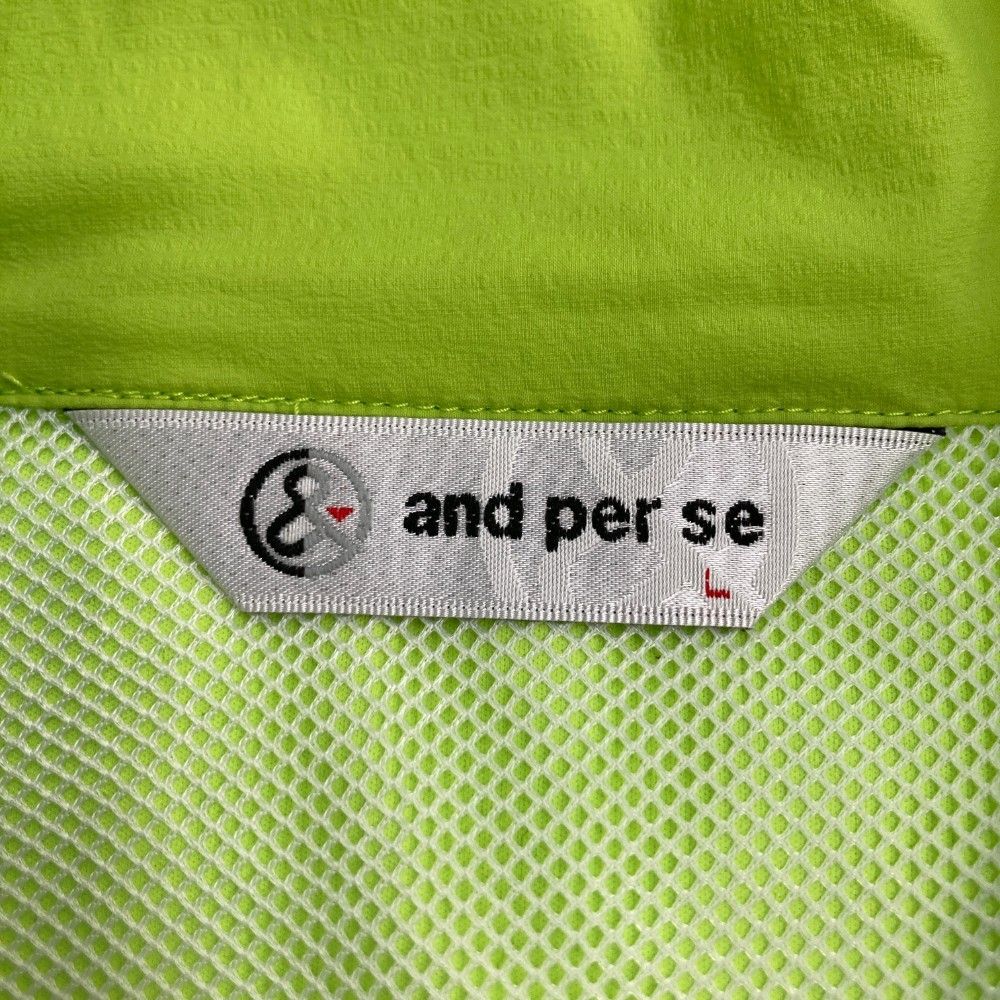 & and per se
L